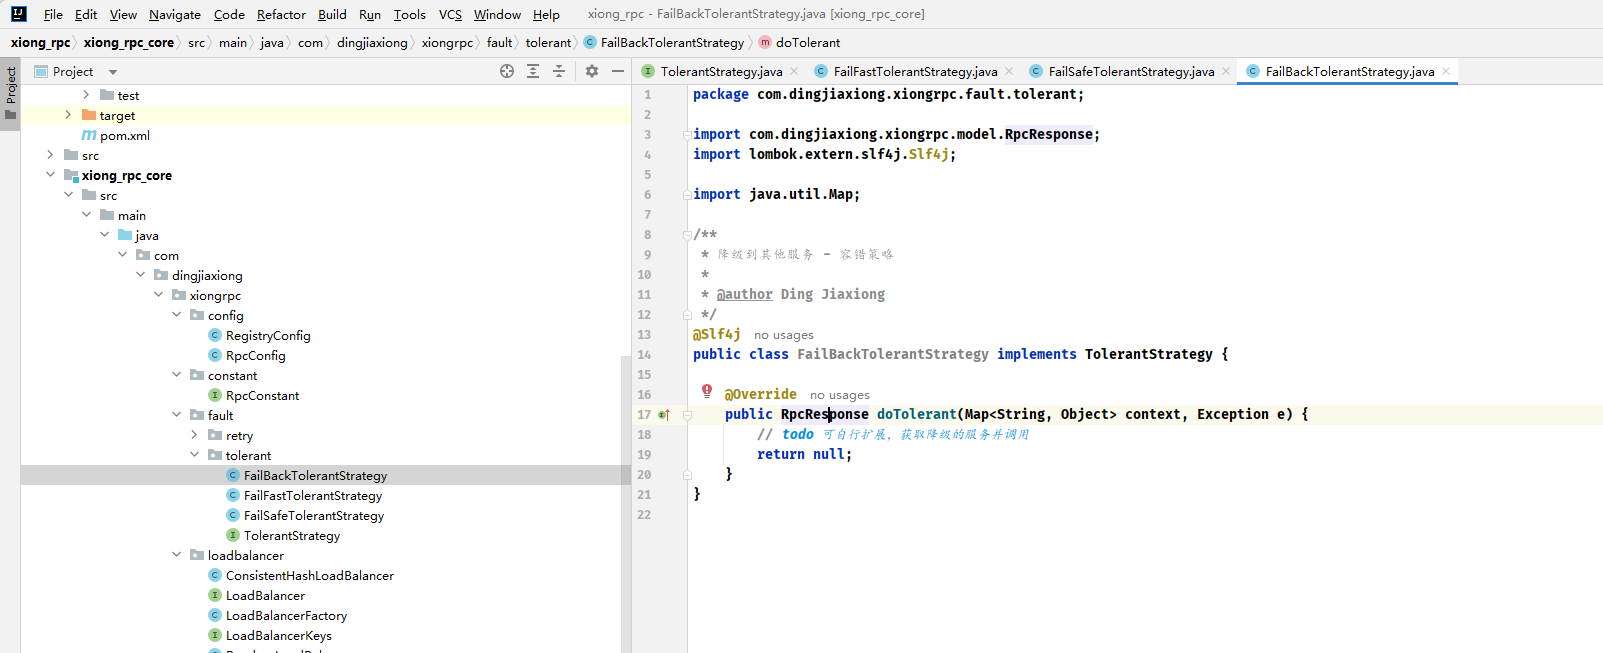 File Edit View Navigate Code Refactor Build Run Tools VCS Window Help xiong_rpc - FailBackTolerantStrategy.java [xiong_rpc_core]
xiong_rpc xiong_rpc_core src main java com dingjiaxiong xiongrpc fault tolerant FailBackTolerantStrategy doTolerant
Project
Project
test
target
pom.xml
src
xiong_rpc_core
src
main
java
com
dingjiaxiong
xiongrpc
config
RegistryConfig
RpcConfig
constant
RpcConstant
fault
retry
tolerant
FailBackTolerantStrategy
FailFastTolerantStrategy
FailSafeTolerantStrategy
TolerantStrategy
loadbalancer
ConsistentHashLoadBalancer
LoadBalancer
LoadBalancerFactory
LoadBalancerKeys
TolerantStrategy.java FailFastTolerantStrategy.java FailSafeTolerantStrategy.java FailBackTolerantStrategy.java
1 package com.dingjiaxiong.xiongrpc.fault.tolerant;
2
3 import com.dingjiaxiong.xiongrpc.model.RpcResponse;
4 import lombok.extern.slf4j.Slf4j;
5
6 import java.util.Map;
7
8 /**
9 * 降级到其他服务 - 容错策略
10 *
11 * @author Ding Jiaxiong
12 */
13 @Slf4j no usages
14 public class FailBackTolerantStrategy implements TolerantStrategy {
15
16 @Override no usages
17 public RpcResponse doTolerant(Map<String, Object> context, Exception e) {
18 // todo 可自行扩展，获取降级的服务并调用
19 return null;
20 }
21 }
22